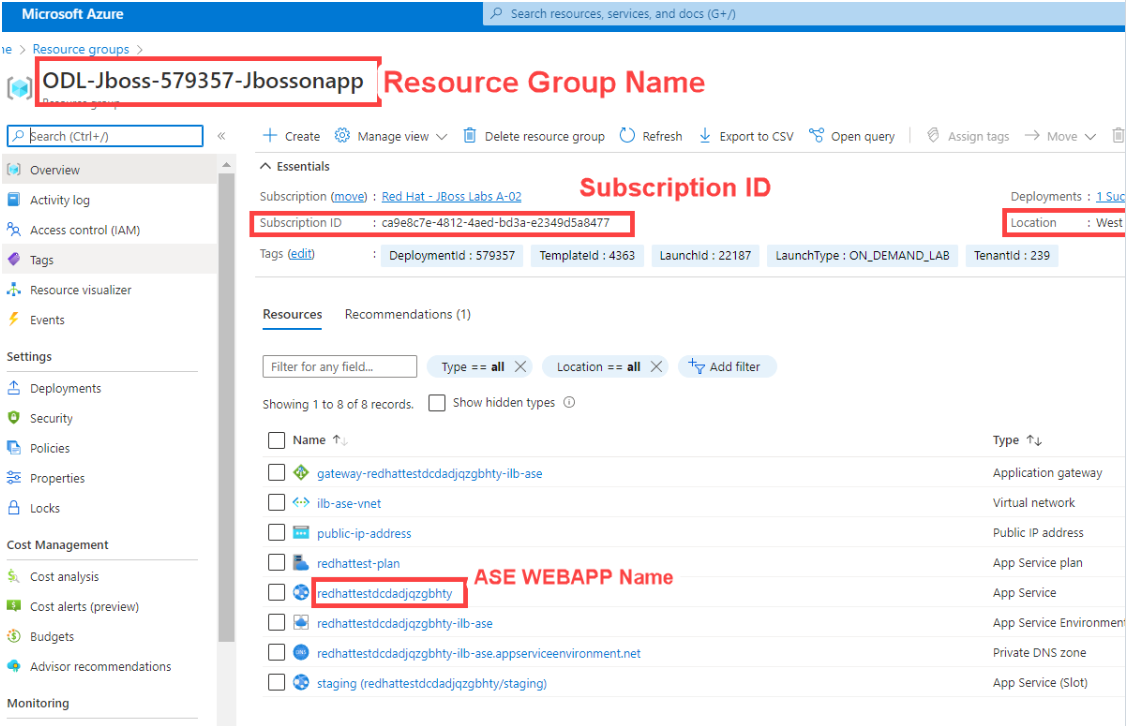 Microsoft Azure
Search resources, services, and docs (G+/)
Resource groups
ODL-Jboss-579357-Jbossonapp
Resource Group Name
Search (Ctrl+/)
Create Manage view Delete resource group Refresh Export to CSV Open query Assign tags Move
Overview
Activity log
Access control (IAM)
Tags
Resource visualizer
Events
Settings
Deployments
Security
Policies
Properties
Locks
Cost Management
Cost analysis
Cost alerts (preview)
Budgets
Advisor recommendations
Monitoring
Essentials
Subscription ID
Subscription (move) : Red Hat - JBoss Labs A-02
Deployments : 1 Suc
Subscription ID : ca9e8c7e-4812-4aed-bd3a-e2349d5a8477
Location : West
Tags (edit) : DeploymentId : 579357 TemplateId : 4363 LaunchId : 22187 LaunchType : ON_DEMAND_LAB TenantId : 239
Resources Recommendations (1)
Filter for any field... Type == all Location == all Add filter
Showing 1 to 8 of 8 records. Show hidden types
Name ↑↓ Type ↑↓
gateway-redhattestdcdadjqzgbhty-ilb-ase Application gateway
ilb-ase-vnet Virtual network
public-ip-address Public IP address
redhattest-plan App Service plan
ASE WEBAPP Name
redhattestdcdadjqzgbhty App Service
redhattestdcdadjqzgbhty-ilb-ase App Service Environment
redhattestdcdadjqzgbhty-ilb-ase.appserviceenvironment.net Private DNS zone
staging (redhattestdcdadjqzgbhty/staging) App Service (Slot)